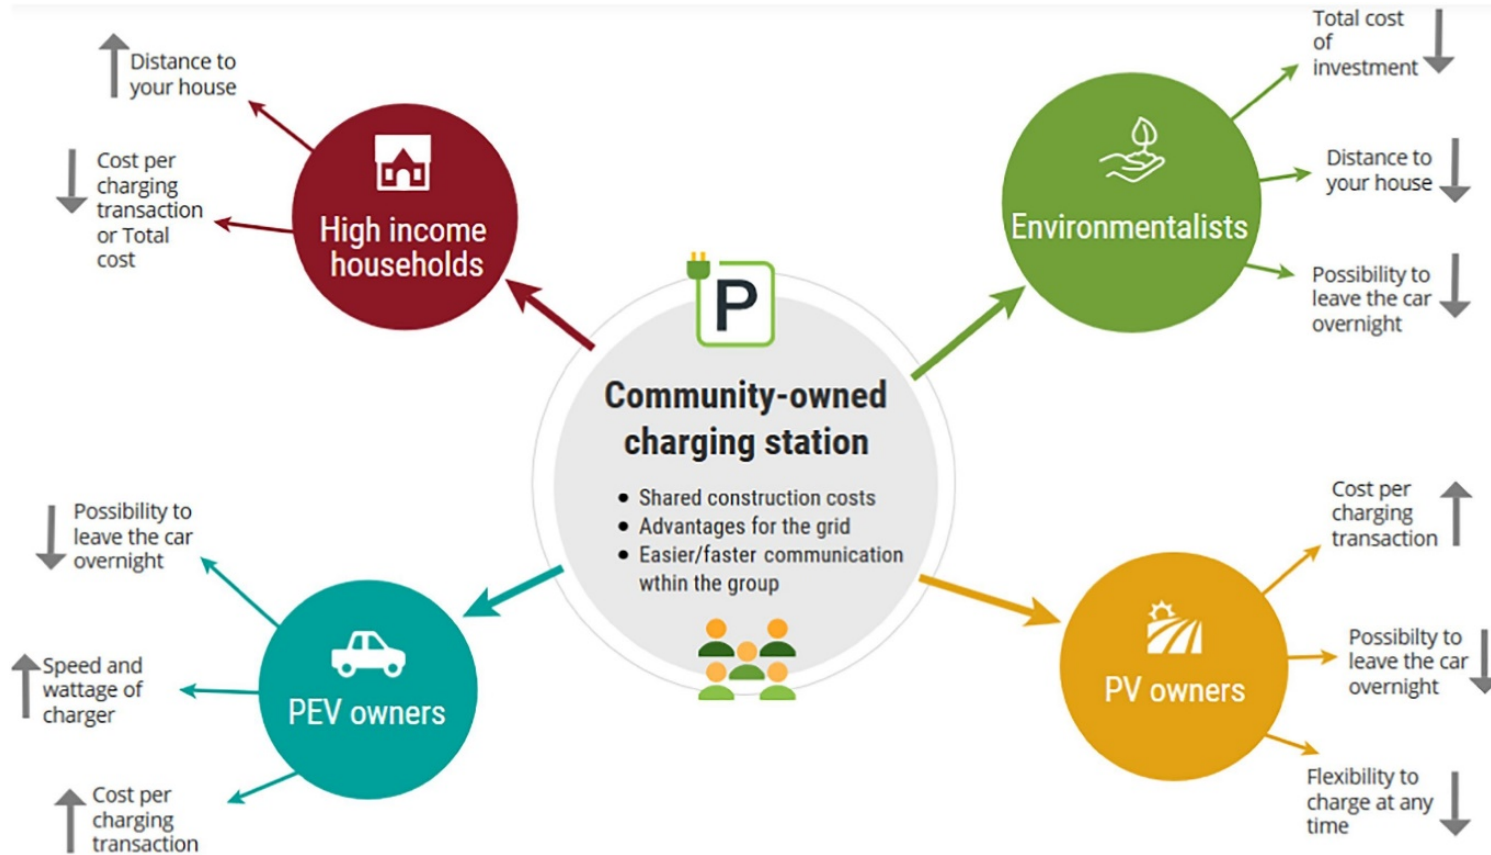 Distance to
your house
Cost per
charging
transaction
or Total
cost
High income
households
Total cost
of
investment
Distance to
your house
Possibility to
leave the car
overnight
Environmentalists
P
Community-owned
charging station
• Shared construction costs
• Advantages for the grid
• Easier/faster communication
wthin the group
Possibility to
leave the car
overnight
Speed and
wattage of
charger
Cost per
charging
transaction
PEV owners
Cost per
charging
transaction
Possibilty to
leave the car
overnight
Flexibility to
charge at any
time
PV owners